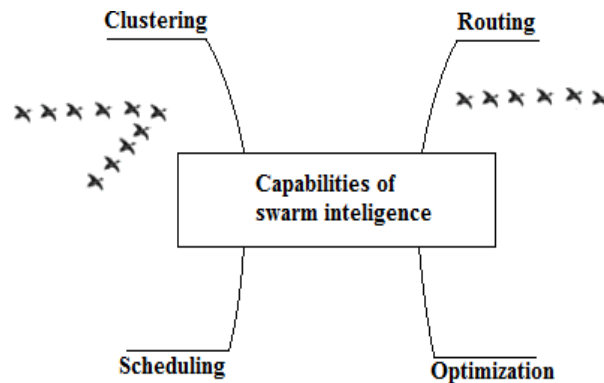 Clustering
Routing
Capabilities of
swarm inteligence
Scheduling
Optimization